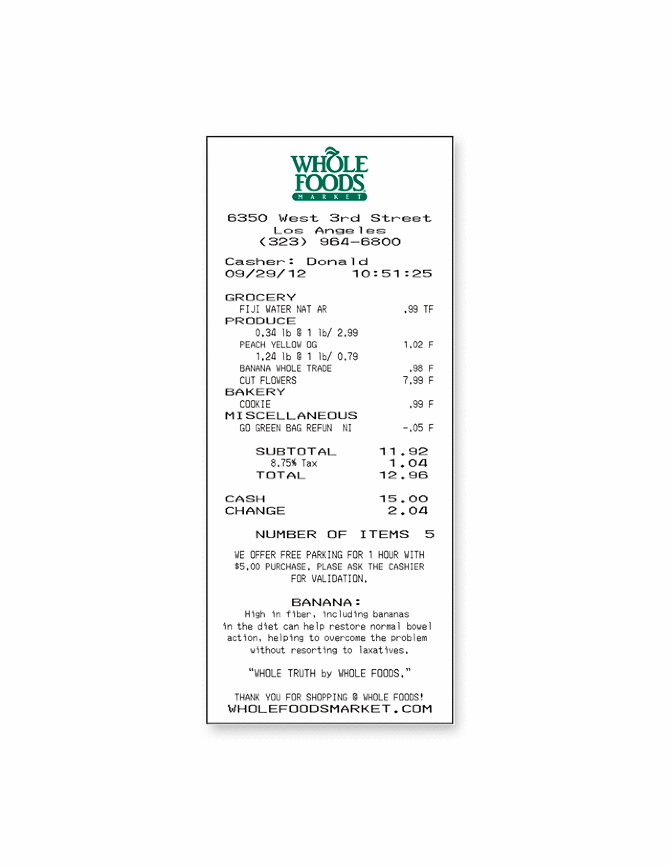 WHOLE
FOODS
MARKET
6350 West 3rd Street
Los Angeles
(323) 964-6800
Casher: Donald
09/29/12 10:51:25
GROCERY
FIJI WATER NAT AR .99 TF
PRODUCE
0.34 lb @ 1 lb/ 2.99
PEACH YELLOW OG 1.02 F
1.24 lb @ 1 lb/ 0.79
BANANA WHOLE TRADE .98 F
CUT FLOWERS 7.99 F
BAKERY
COOKIE .99 F
MISCELLANEOUS
GO GREEN BAG REFUN NI -.05 F
SUBTOTAL 11.92
8.75% Tax 1.04
TOTAL 12.96
CASH 15.00
CHANGE 2.04
NUMBER OF ITEMS 5
WE OFFER FREE PARKING FOR 1 HOUR WITH
$5.00 PURCHASE. PLASE ASK THE CASHIER
FOR VALIDATION.
BANANA:
High in fiber, including bananas
in the diet can help restore normal bowel
action, helping to overcome the problem
without resorting to laxatives.
"WHOLE TRUTH by WHOLE FOODS."
THANK YOU FOR SHOPPING @ WHOLE FOODS!
WHOLEFOODSMARKET.COM